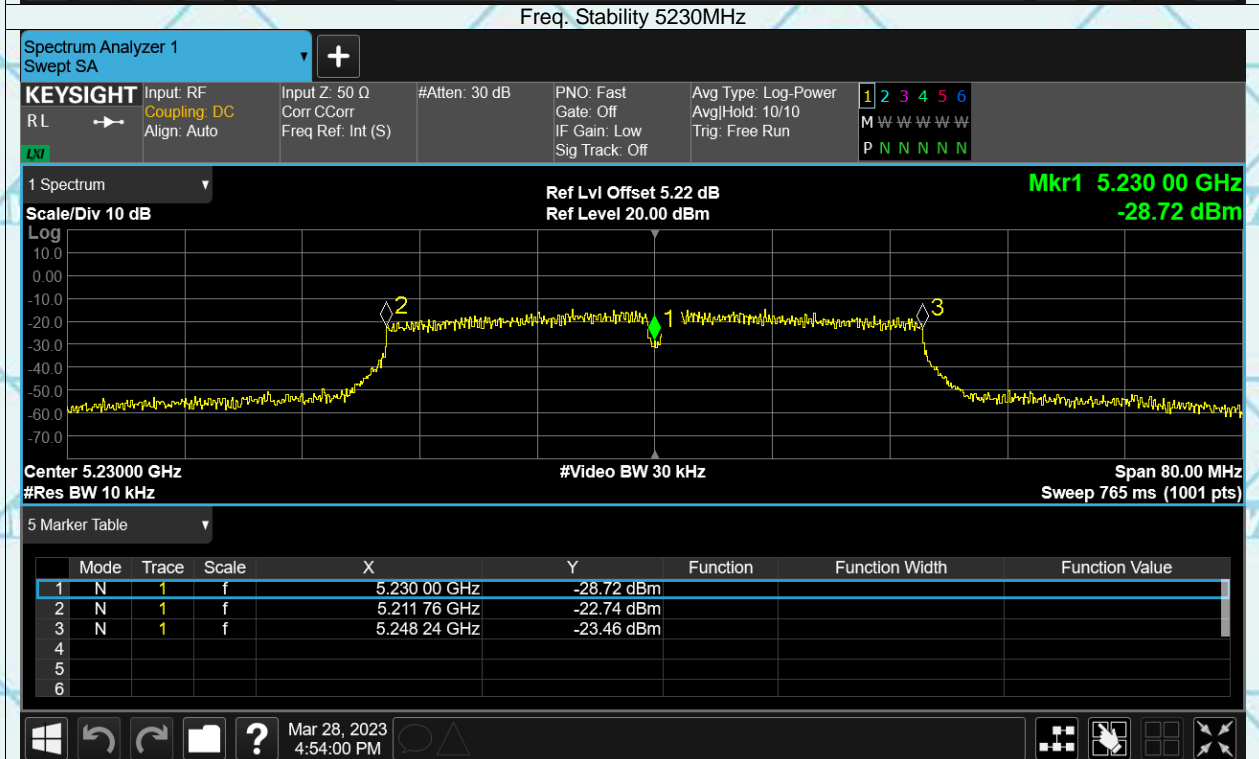 Freq. Stability 5230MHz
Spectrum Analyzer 1
Swept SA
+
KEYSIGHT
RL
LXI
Input: RF
Coupling: DC
Align: Auto
Input Z: 50 Ω
Corr CCorr
Freq Ref: Int (S)
#Atten: 30 dB
PNO: Fast
Gate: Off
IF Gain: Low
Sig Track: Off
Avg Type: Log-Power
Avg|Hold: 10/10
Trig: Free Run
1 2 3 4 5 6
M W W W W W
P N N N N N
1 Spectrum
Scale/Div 10 dB
Ref Lvl Offset 5.22 dB
Ref Level 20.00 dBm
Mkr1 5.230 00 GHz
-28.72 dBm
Log
10.0
0.00
-10.0
-20.0
-30.0
-40.0
-50.0
-60.0
-70.0
2
1
3
Center 5.23000 GHz
#Video BW 30 kHz
Span 80.00 MHz
#Res BW 10 kHz
Sweep 765 ms (1001 pts)
5 Marker Table
Mode Trace Scale X Y Function Function Width Function Value
1 N 1 f 5.230 00 GHz -28.72 dBm
2 N 1 f 5.211 76 GHz -22.74 dBm
3 N 1 f 5.248 24 GHz -23.46 dBm
4
5
6
?
Mar 28, 2023
4:54:00 PM